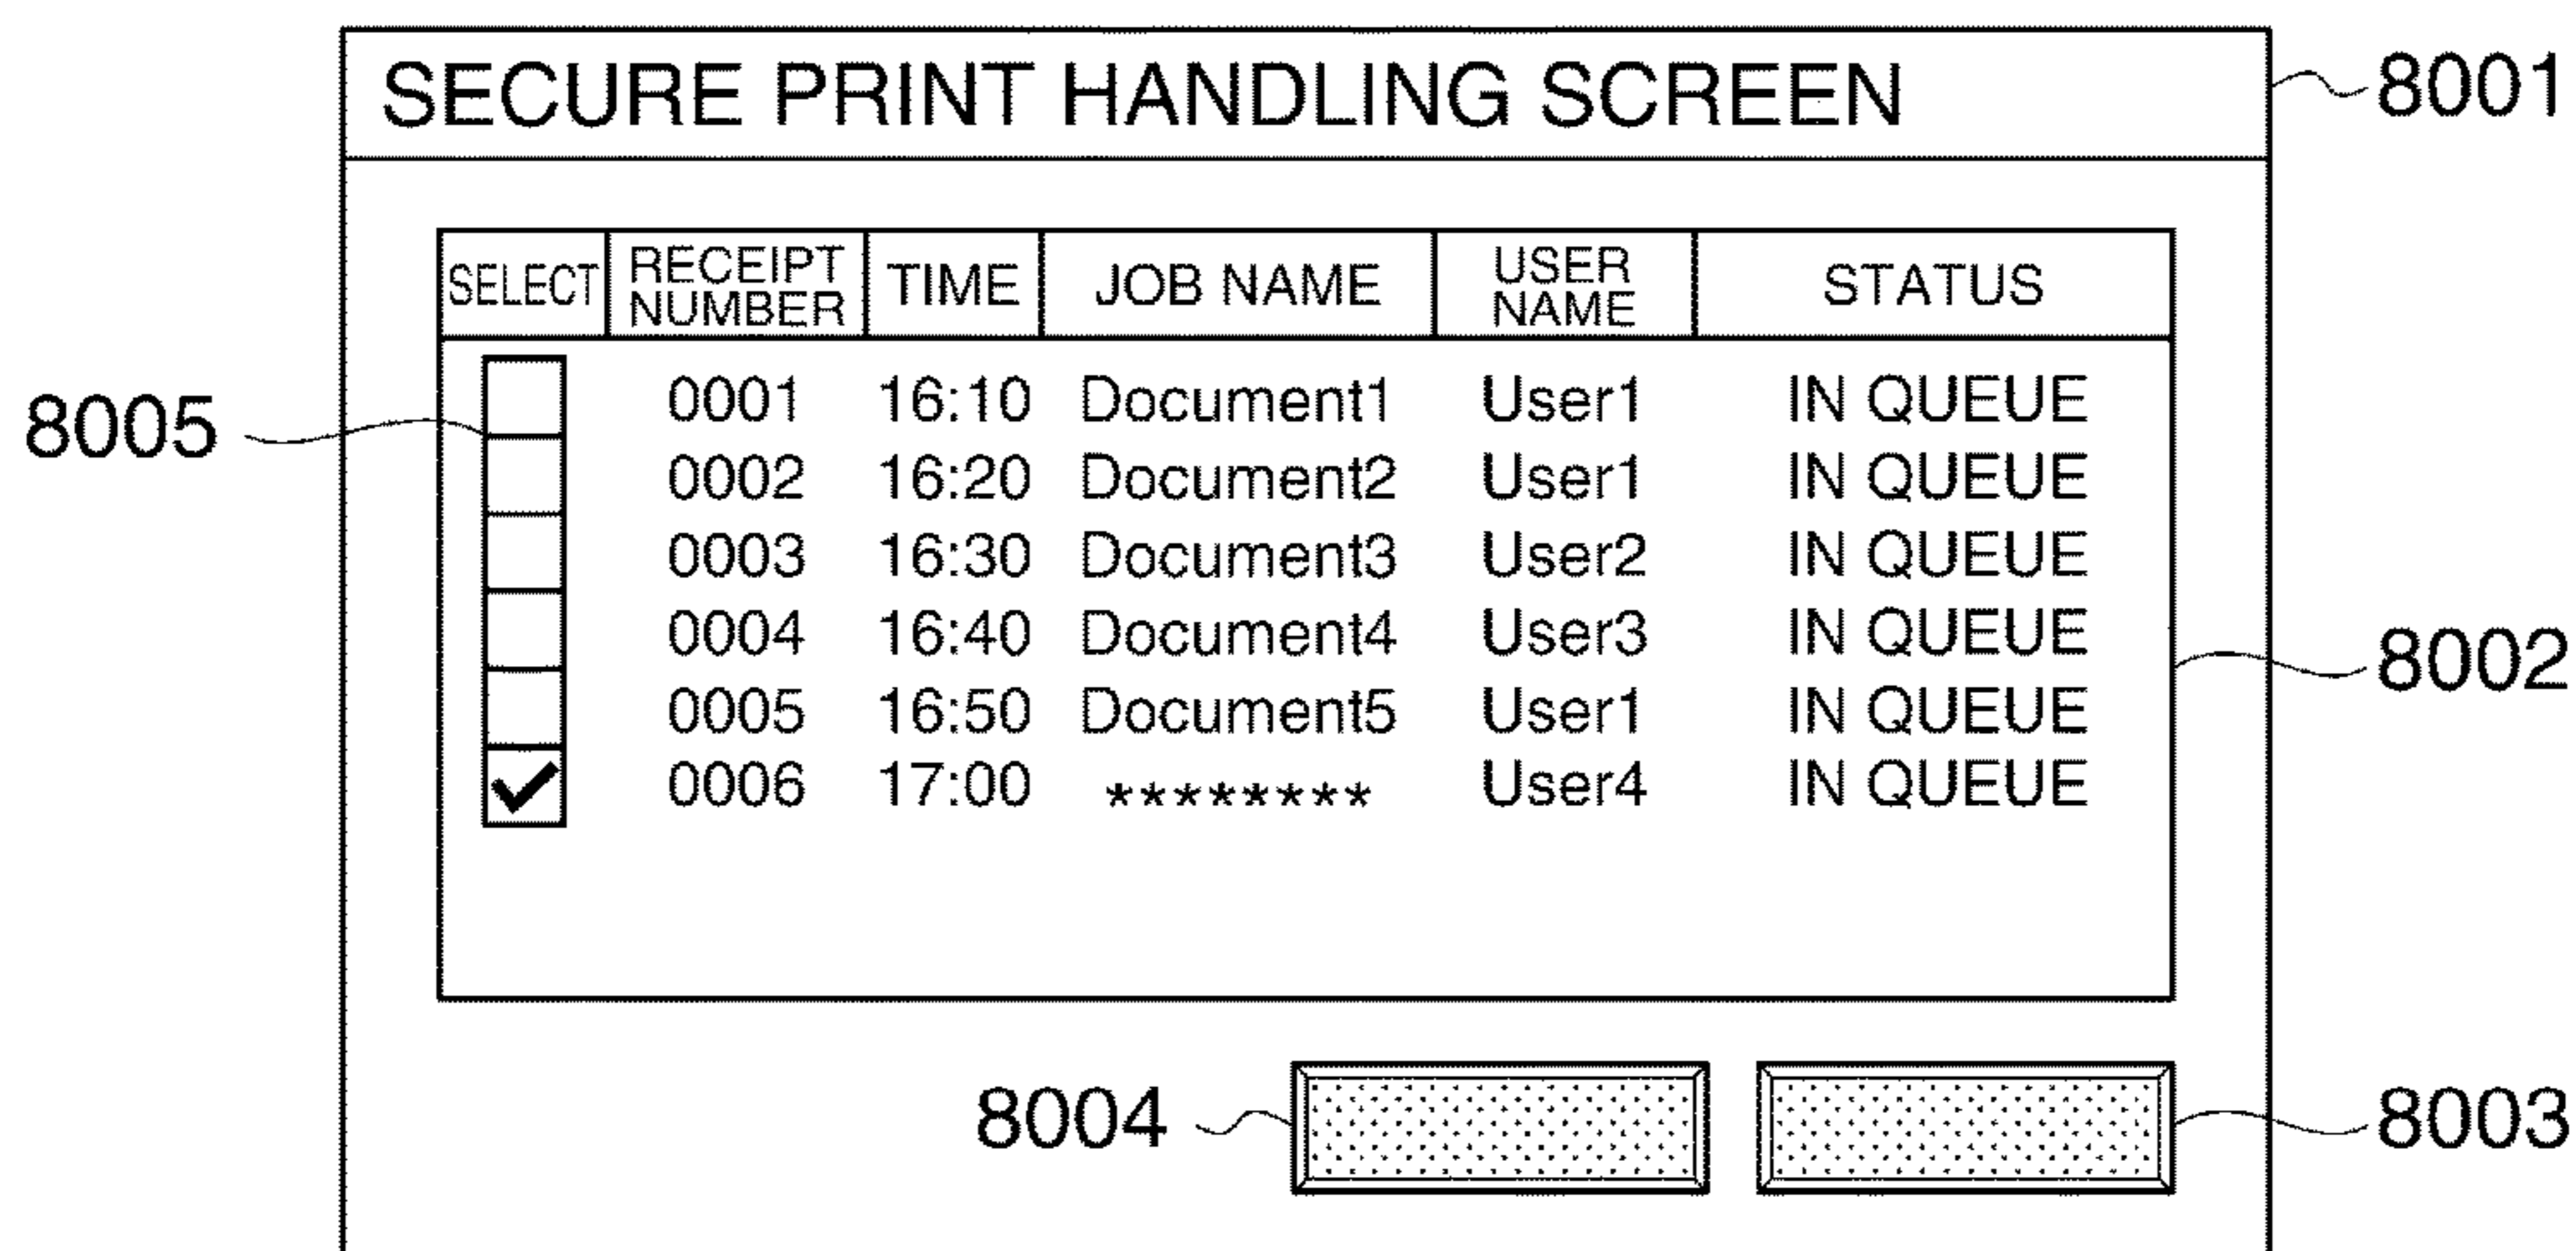 SECURE PRINT HANDLING SCREEN 8001
SELECT RECEIPT NUMBER TIME JOB NAME USER NAME STATUS
0001 16:10 Document1 User1 IN QUEUE
8005
0002 16:20 Document2 User1 IN QUEUE
0003 16:30 Document3 User2 IN QUEUE
0004 16:40 Document4 User3 IN QUEUE
8002
0005 16:50 Document5 User1 IN QUEUE
0006 17:00 ******** User4 IN QUEUE
8004 8003